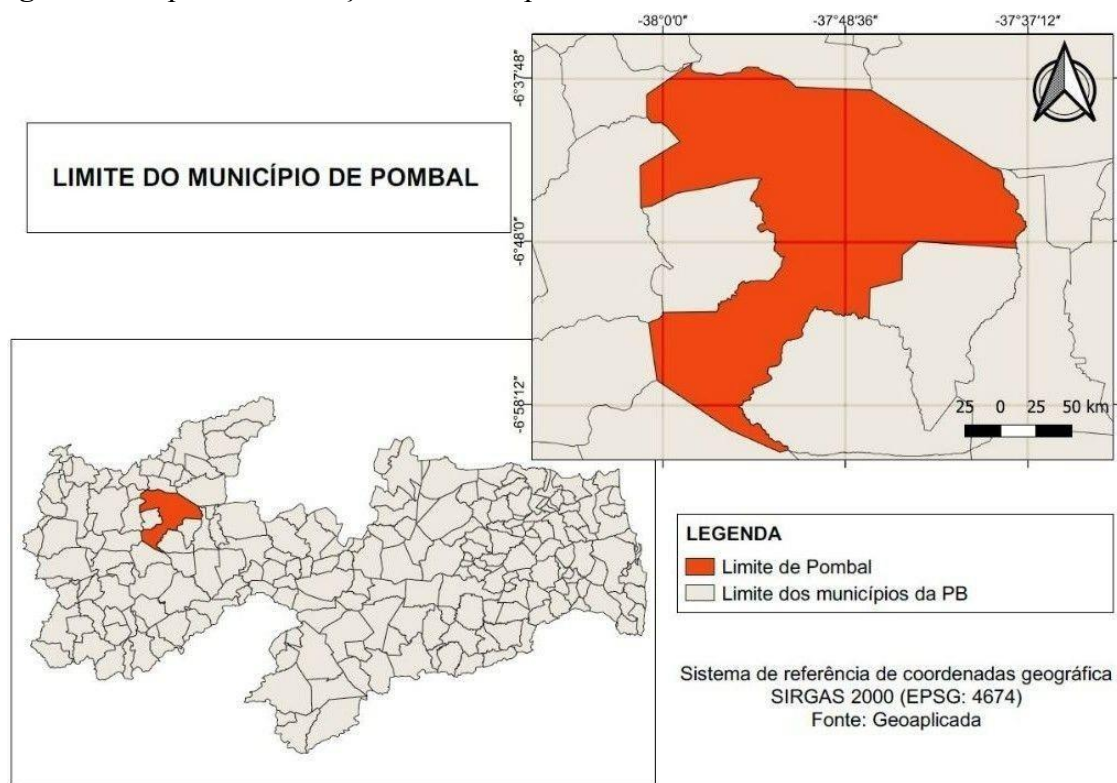 -38°0'0" -37°48'36" -37°37'12"
-6°37'48"
-6°48'0"
-6°58'12"
LIMITE DO MUNICÍPIO DE POMBAL
25 0 25 50 km
LEGENDA
Limite de Pombal
Limite dos municípios da PB
Sistema de referência de coordenadas geográfica
SIRGAS 2000 (EPSG: 4674)
Fonte: Geoaplicada